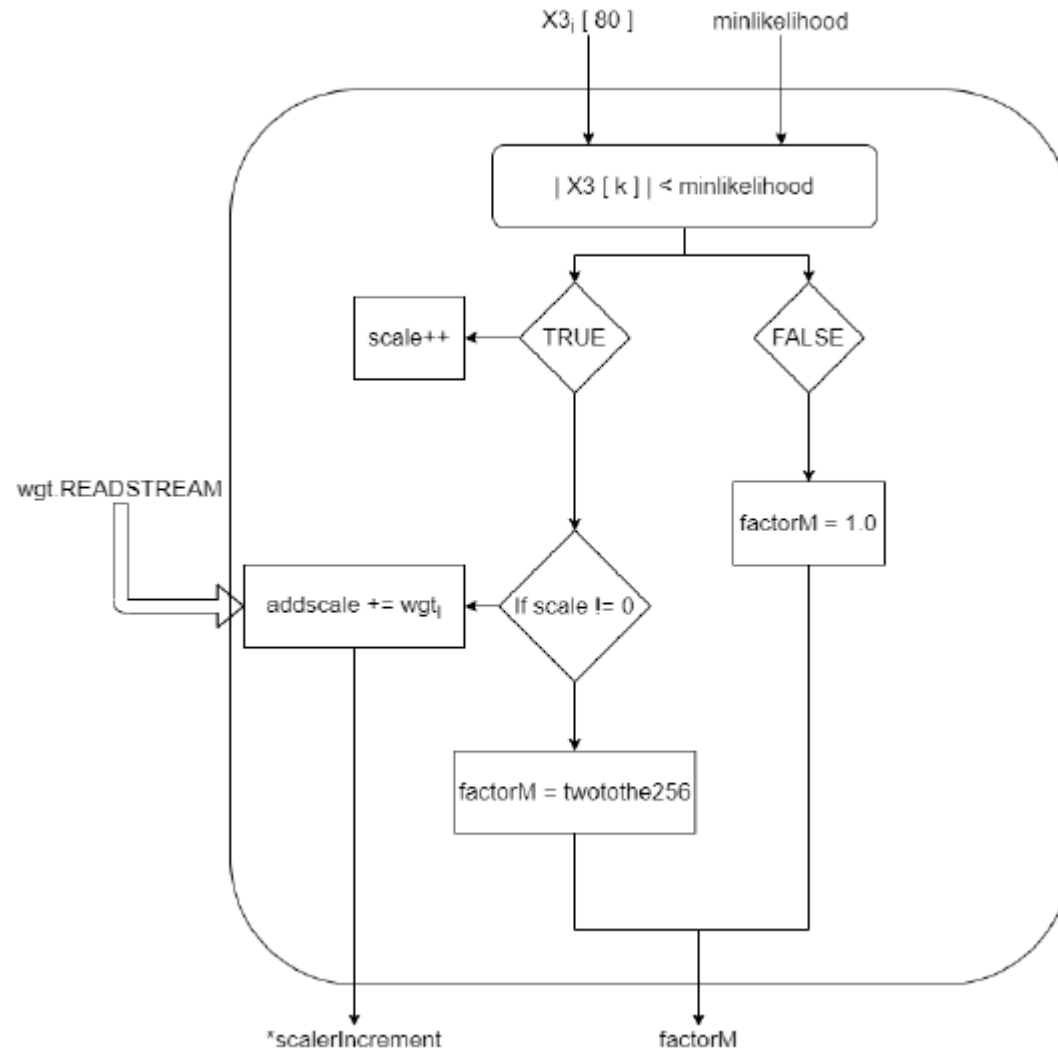 X3i [ 80 ]
minlikelihood
| X3 [ k ] | < minlikelihood
scale++
TRUE
FALSE
wgt.READSTREAM
factorM = 1.0
addscale += wgti
If scale != 0
factorM = twotothe256
*scalerIncrement
factorM